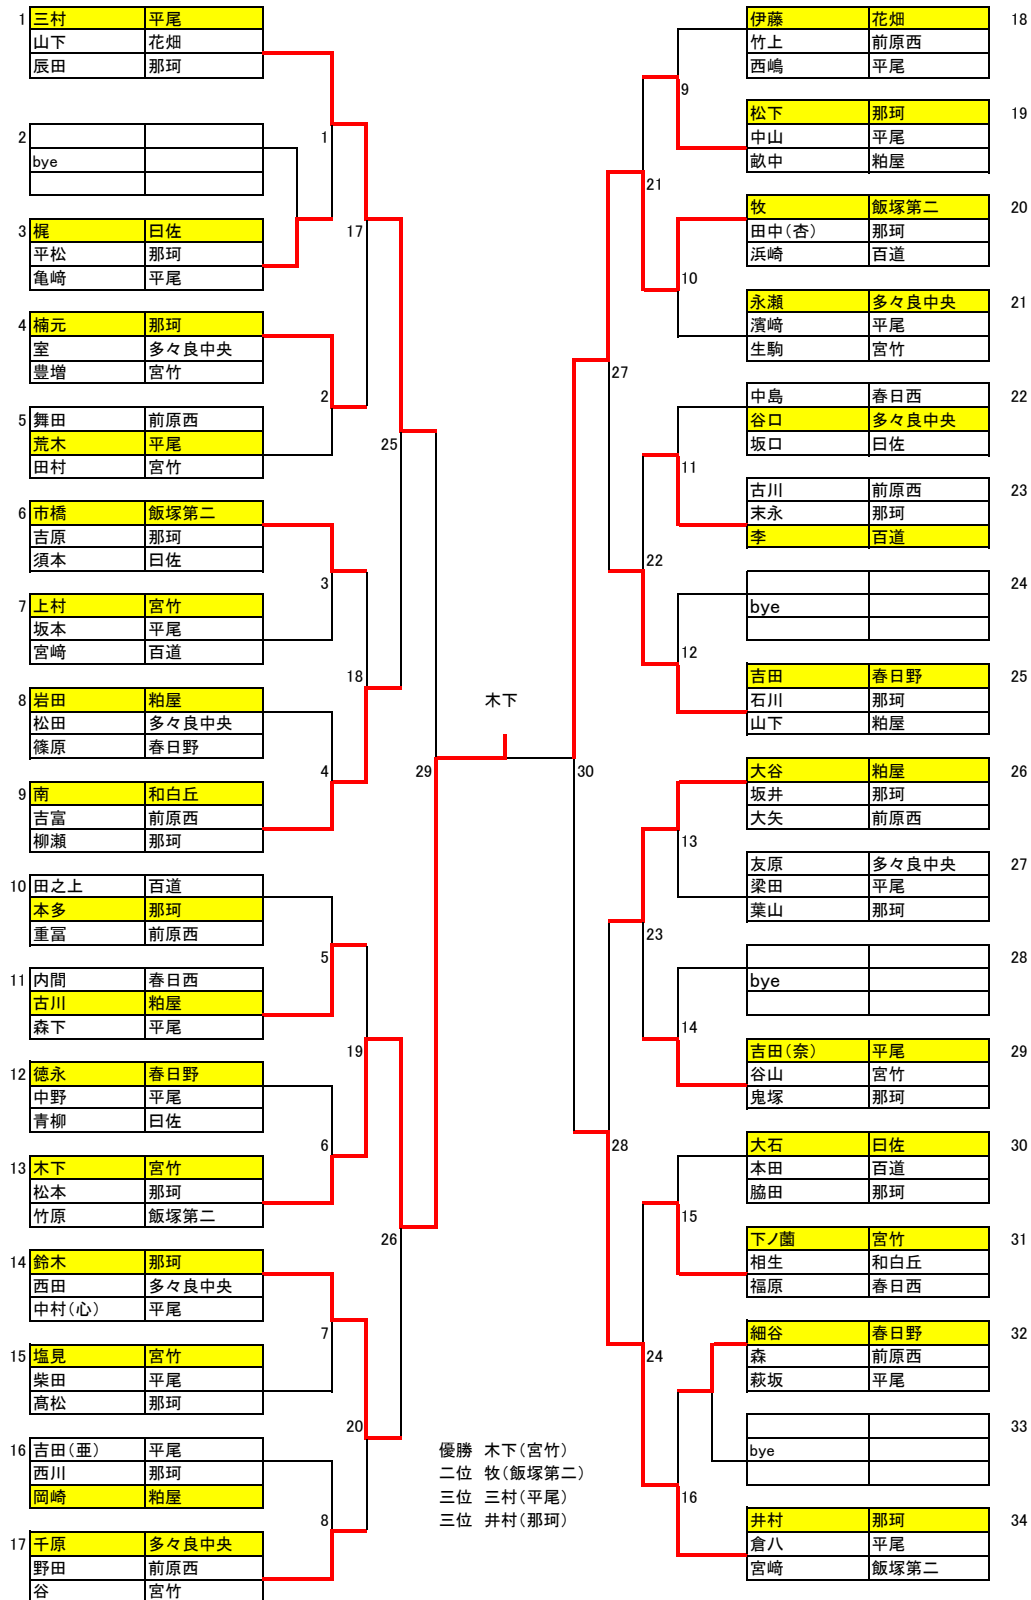 1 三村 平尾
山下 花畑
辰田 那珂
2
bye
3 梶 曰佐
平松 那珂
亀﨑 平尾
4 楠元 那珂
室 多々良中央
豊増 宮竹
5 舞田 前原西
荒木 平尾
田村 宮竹
6 市橋 飯塚第二
吉原 那珂
須本 曰佐
7 上村 宮竹
坂本 平尾
宮﨑 百道
8 岩田 粕屋
松田 多々良中央
篠原 春日野
9 南 和白丘
吉富 前原西
柳瀬 那珂
10 田之上 百道
本多 那珂
重冨 前原西
11 内間 春日西
古川 粕屋
森下 平尾
12 徳永 春日野
中野 平尾
青柳 曰佐
13 木下 宮竹
松本 那珂
竹原 飯塚第二
14 鈴木 那珂
西田 多々良中央
中村(心) 平尾
15 塩見 宮竹
柴田 平尾
髙松 那珂
16 吉田(亜) 平尾
西川 那珂
岡崎 粕屋
17 千原 多々良中央
野田 前原西
谷 宮竹
1
2
3
4
5
6
7
8
17
18
19
20
25
26
29
木下
30
27
28
21
22
23
24
9
10
11
12
13
14
15
16
伊藤 花畑 18
竹上 前原西
西嶋 平尾
松下 那珂 19
中山 平尾
畝中 粕屋
牧 飯塚第二 20
田中(杏) 那珂
浜崎 百道
永瀬 多々良中央 21
濱﨑 平尾
生駒 宮竹
中島 春日西 22
谷口 多々良中央
坂口 曰佐
古川 前原西 23
末永 那珂
李 百道
24
bye
吉田 春日野 25
石川 那珂
山下 粕屋
大谷 粕屋 26
坂井 那珂
大矢 前原西
友原 多々良中央 27
梁田 平尾
葉山 那珂
28
bye
吉田(奈) 平尾 29
谷山 宮竹
鬼塚 那珂
大石 曰佐 30
本田 百道
脇田 那珂
下ノ薗 宮竹 31
相生 和白丘
福原 春日西
細谷 春日野 32
森 前原西
萩坂 平尾
33
bye
井村 那珂 34
倉八 平尾
宮﨑 飯塚第二
優勝 木下(宮竹)
二位 牧(飯塚第二)
三位 三村(平尾)
三位 井村(那珂)